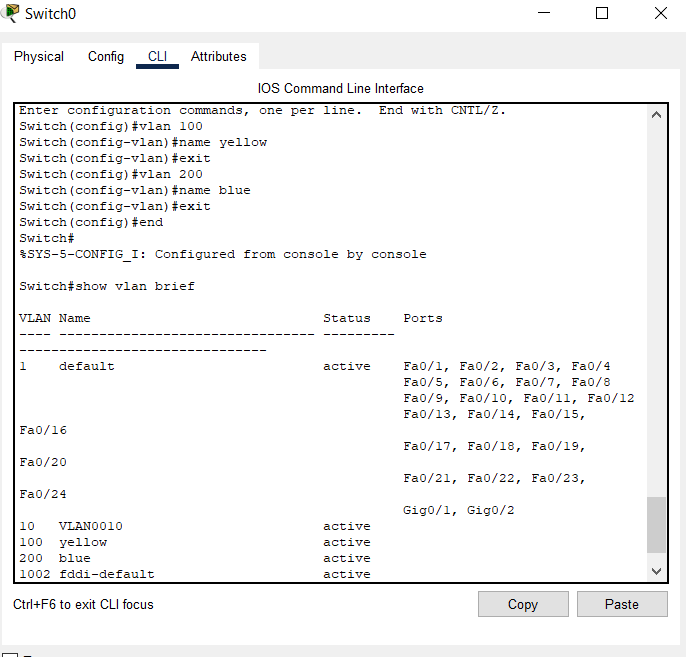 Switch0
Physical Config CLI Attributes
IOS Command Line Interface
Enter configuration commands, one per line.  End with CNTL/Z.
Switch(config)#vlan 100
Switch(config-vlan)#name yellow
Switch(config-vlan)#exit
Switch(config)#vlan 200
Switch(config-vlan)#name blue
Switch(config-vlan)#exit
Switch(config)#end
Switch#
%SYS-5-CONFIG_I: Configured from console by console
Switch#show vlan brief
VLAN Name                             Status    Ports
---- -------------------------------- ---------
-------------------------------
1    default                          active    Fa0/1, Fa0/2, Fa0/3, Fa0/4
                                                Fa0/5, Fa0/6, Fa0/7, Fa0/8
                                                Fa0/9, Fa0/10, Fa0/11, Fa0/12
                                                Fa0/13, Fa0/14, Fa0/15,
Fa0/16
                                                Fa0/17, Fa0/18, Fa0/19,
Fa0/20
                                                Fa0/21, Fa0/22, Fa0/23,
Fa0/24
                                                Gig0/1, Gig0/2
10   VLAN0010                         active
100  yellow                           active
200  blue                             active
1002 fddi-default                     active
Ctrl+F6 to exit CLI focus
Copy Paste